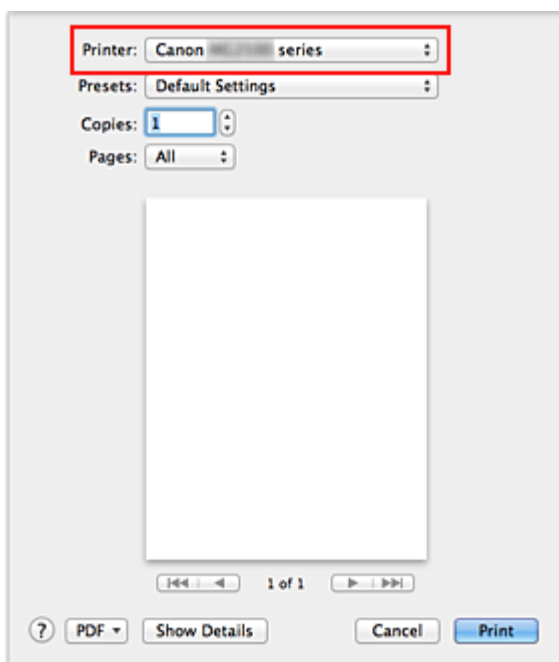 Printer: Canon series
Presets: Default Settings
Copies: 1
Pages: All
1 of 1
? PDF Show Details Cancel Print